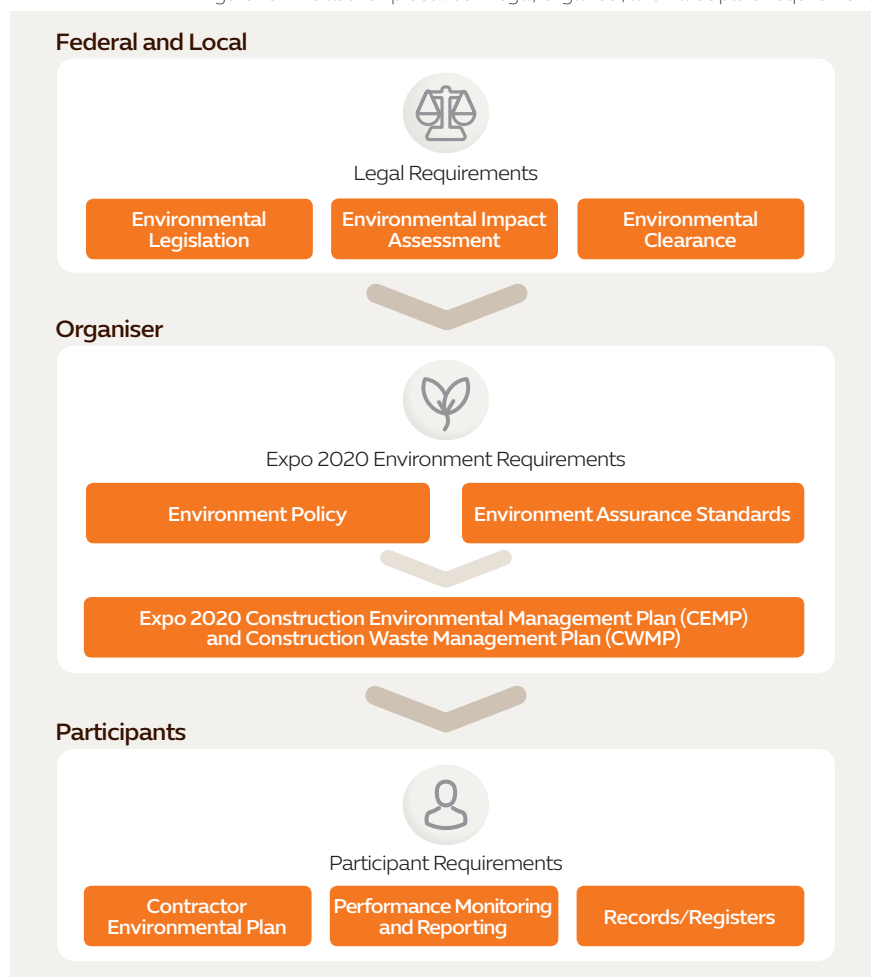 Federal and Local
Legal Requirements
Environmental
Legislation
Environmental Impact
Assessment
Environmental
Clearance
Organiser
Expo 2020 Environment Requirements
Environment Policy
Environment Assurance Standards
Expo 2020 Construction Environmental Management Plan (CEMP)
and Construction Waste Management Plan (CWMP)
Participants
Participant Requirements
Contractor
Environmental Plan
Performance Monitoring
and Reporting
Records/Registers